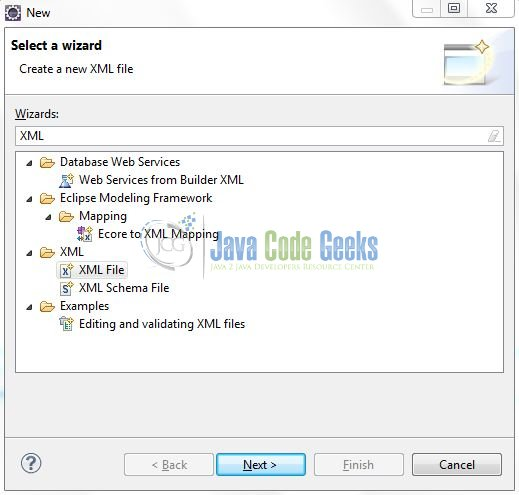 New
Select a wizard
Create a new XML file
Wizards:
XML
Database Web Services
Web Services from Builder XML
Eclipse Modeling Framework
Mapping
Ecore to XML Mapping
XML
XML File
XML Schema File
Examples
Editing and validating XML files
JCG
Java Code Geeks
JAVA 2 JAVA DEVELOPERS RESOURCE CENTER
? < Back Next > Finish Cancel